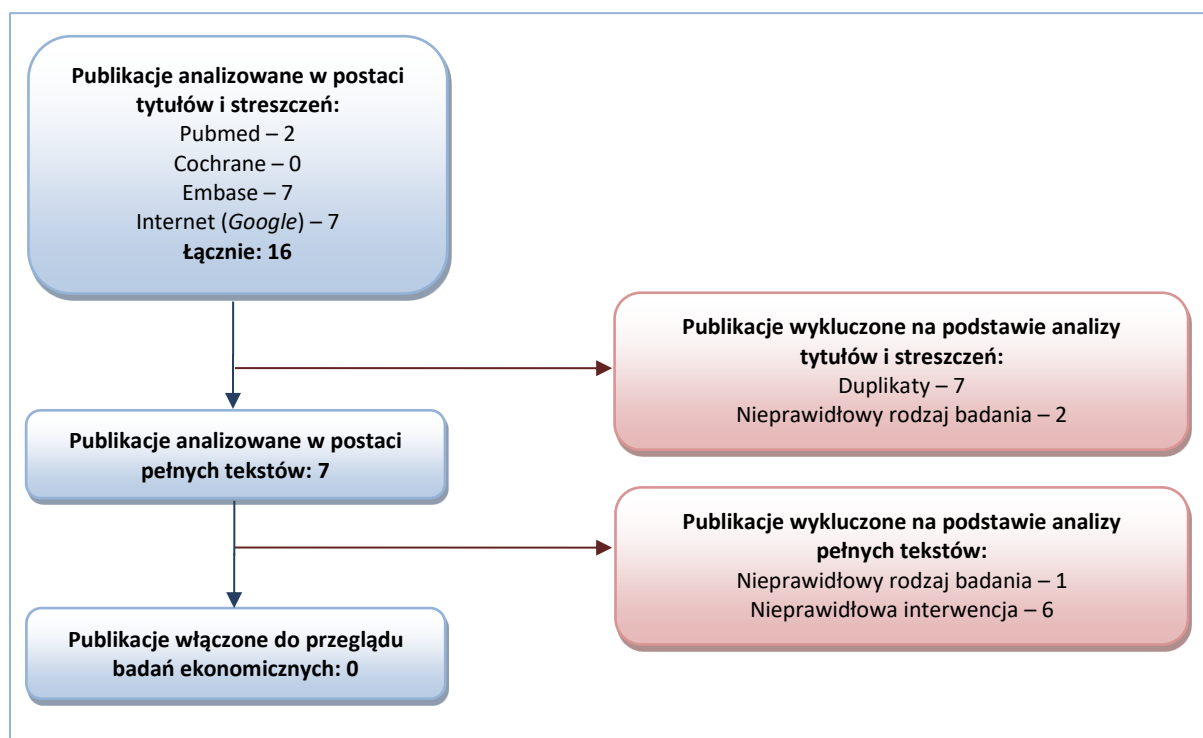 Publikacje analizowane w postaci
tytułów i streszczeń:
Pubmed – 2
Cochrane – 0
Embase – 7
Internet (Google) – 7
Łącznie: 16
Publikacje wykluczone na podstawie analizy
tytułów i streszczeń:
Duplikaty – 7
Nieprawidłowy rodzaj badania – 2
Publikacje analizowane w postaci
pełnych tekstów: 7
Publikacje wykluczone na podstawie analizy
pełnych tekstów:
Nieprawidłowy rodzaj badania – 1
Nieprawidłowa interwencja – 6
Publikacje włączone do przeglądu
badań ekonomicznych: 0